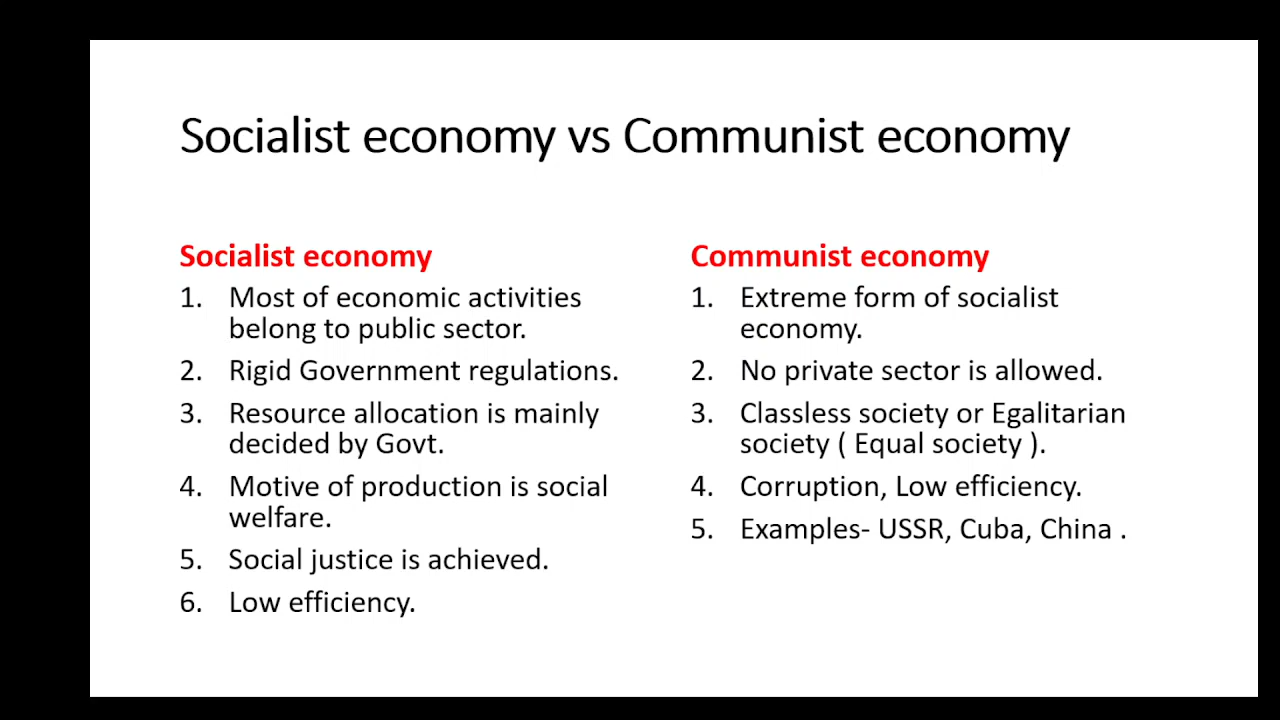 Socialist economy vs Communist economy
Socialist economy
1. Most of economic activities
belong to public sector.
2. Rigid Government regulations.
3. Resource allocation is mainly
decided by Govt.
4. Motive of production is social
welfare.
5. Social justice is achieved.
6. Low efficiency.
Communist economy
1. Extreme form of socialist
economy.
2. No private sector is allowed.
3. Classless society or Egalitarian
society ( Equal society ).
4. Corruption, Low efficiency.
5. Examples- USSR, Cuba, China .